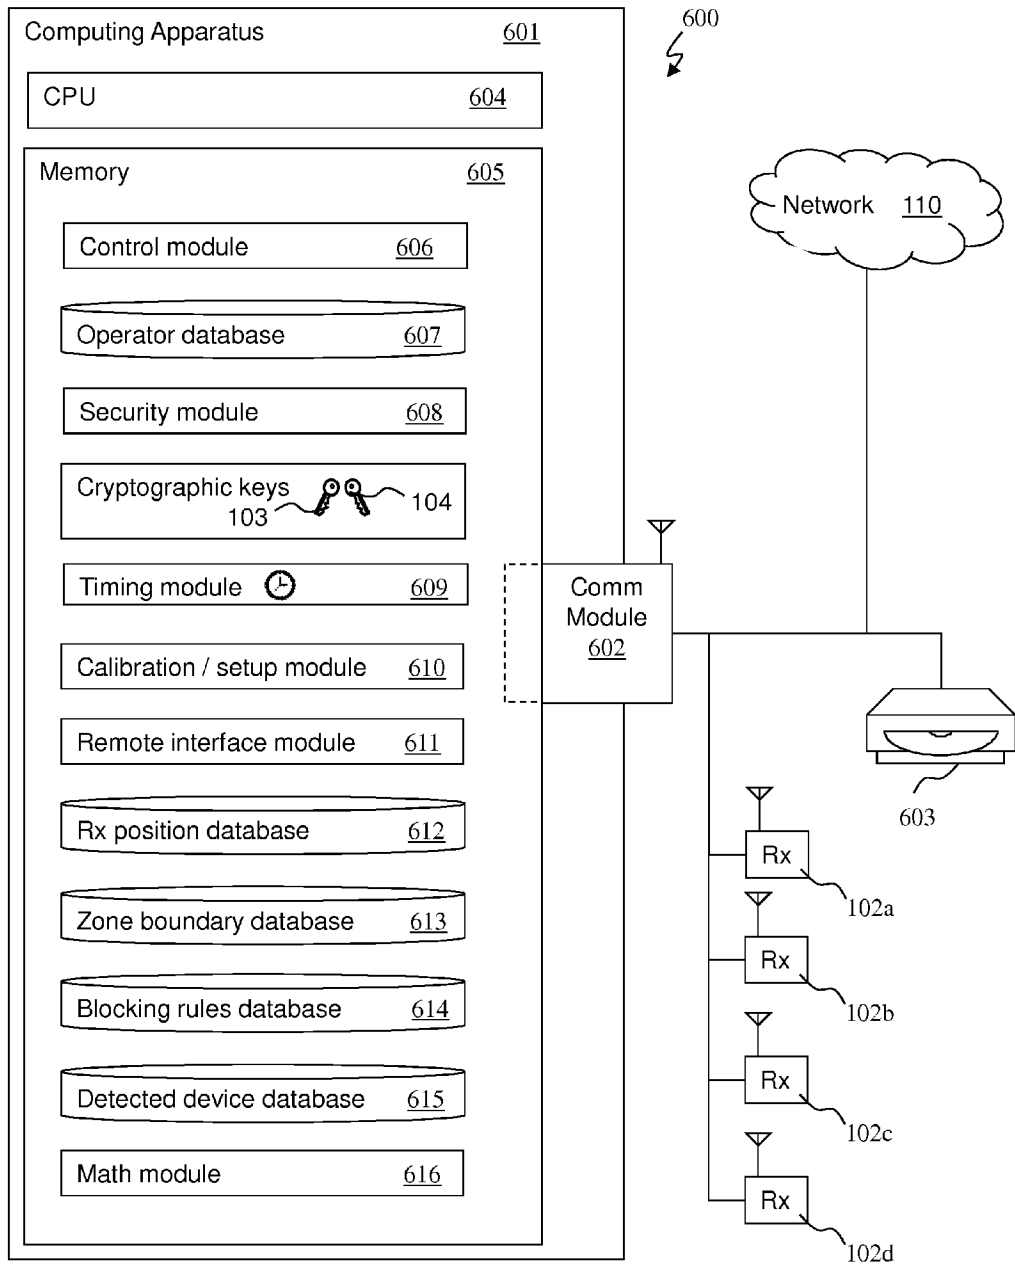 Computing Apparatus 601
600
CPU 604
Memory 605
Network 110
Control module 606
Operator database 607
Security module 608
Cryptographic keys
103
104
Timing module 609
Comm
Module
602
Calibration / setup module 610
Remote interface module 611
603
Rx position database 612
Rx
102a
Zone boundary database 613
Rx
102b
Blocking rules database 614
Rx
102c
Detected device database 615
Math module 616
Rx
102d